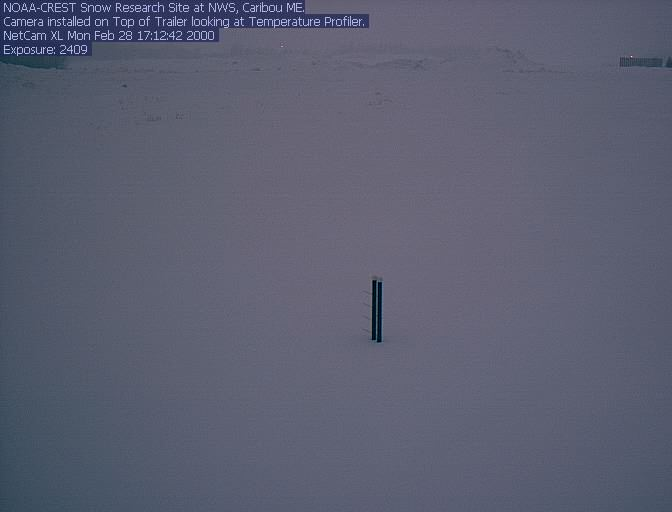 NOAA-CREST Snow Research Site at NWS, Caribou ME.
Camera installed on Top of Trailer looking at Temperature Profiler.
NetCam XL Mon Feb 28 17:12:42 2000
Exposure: 2409